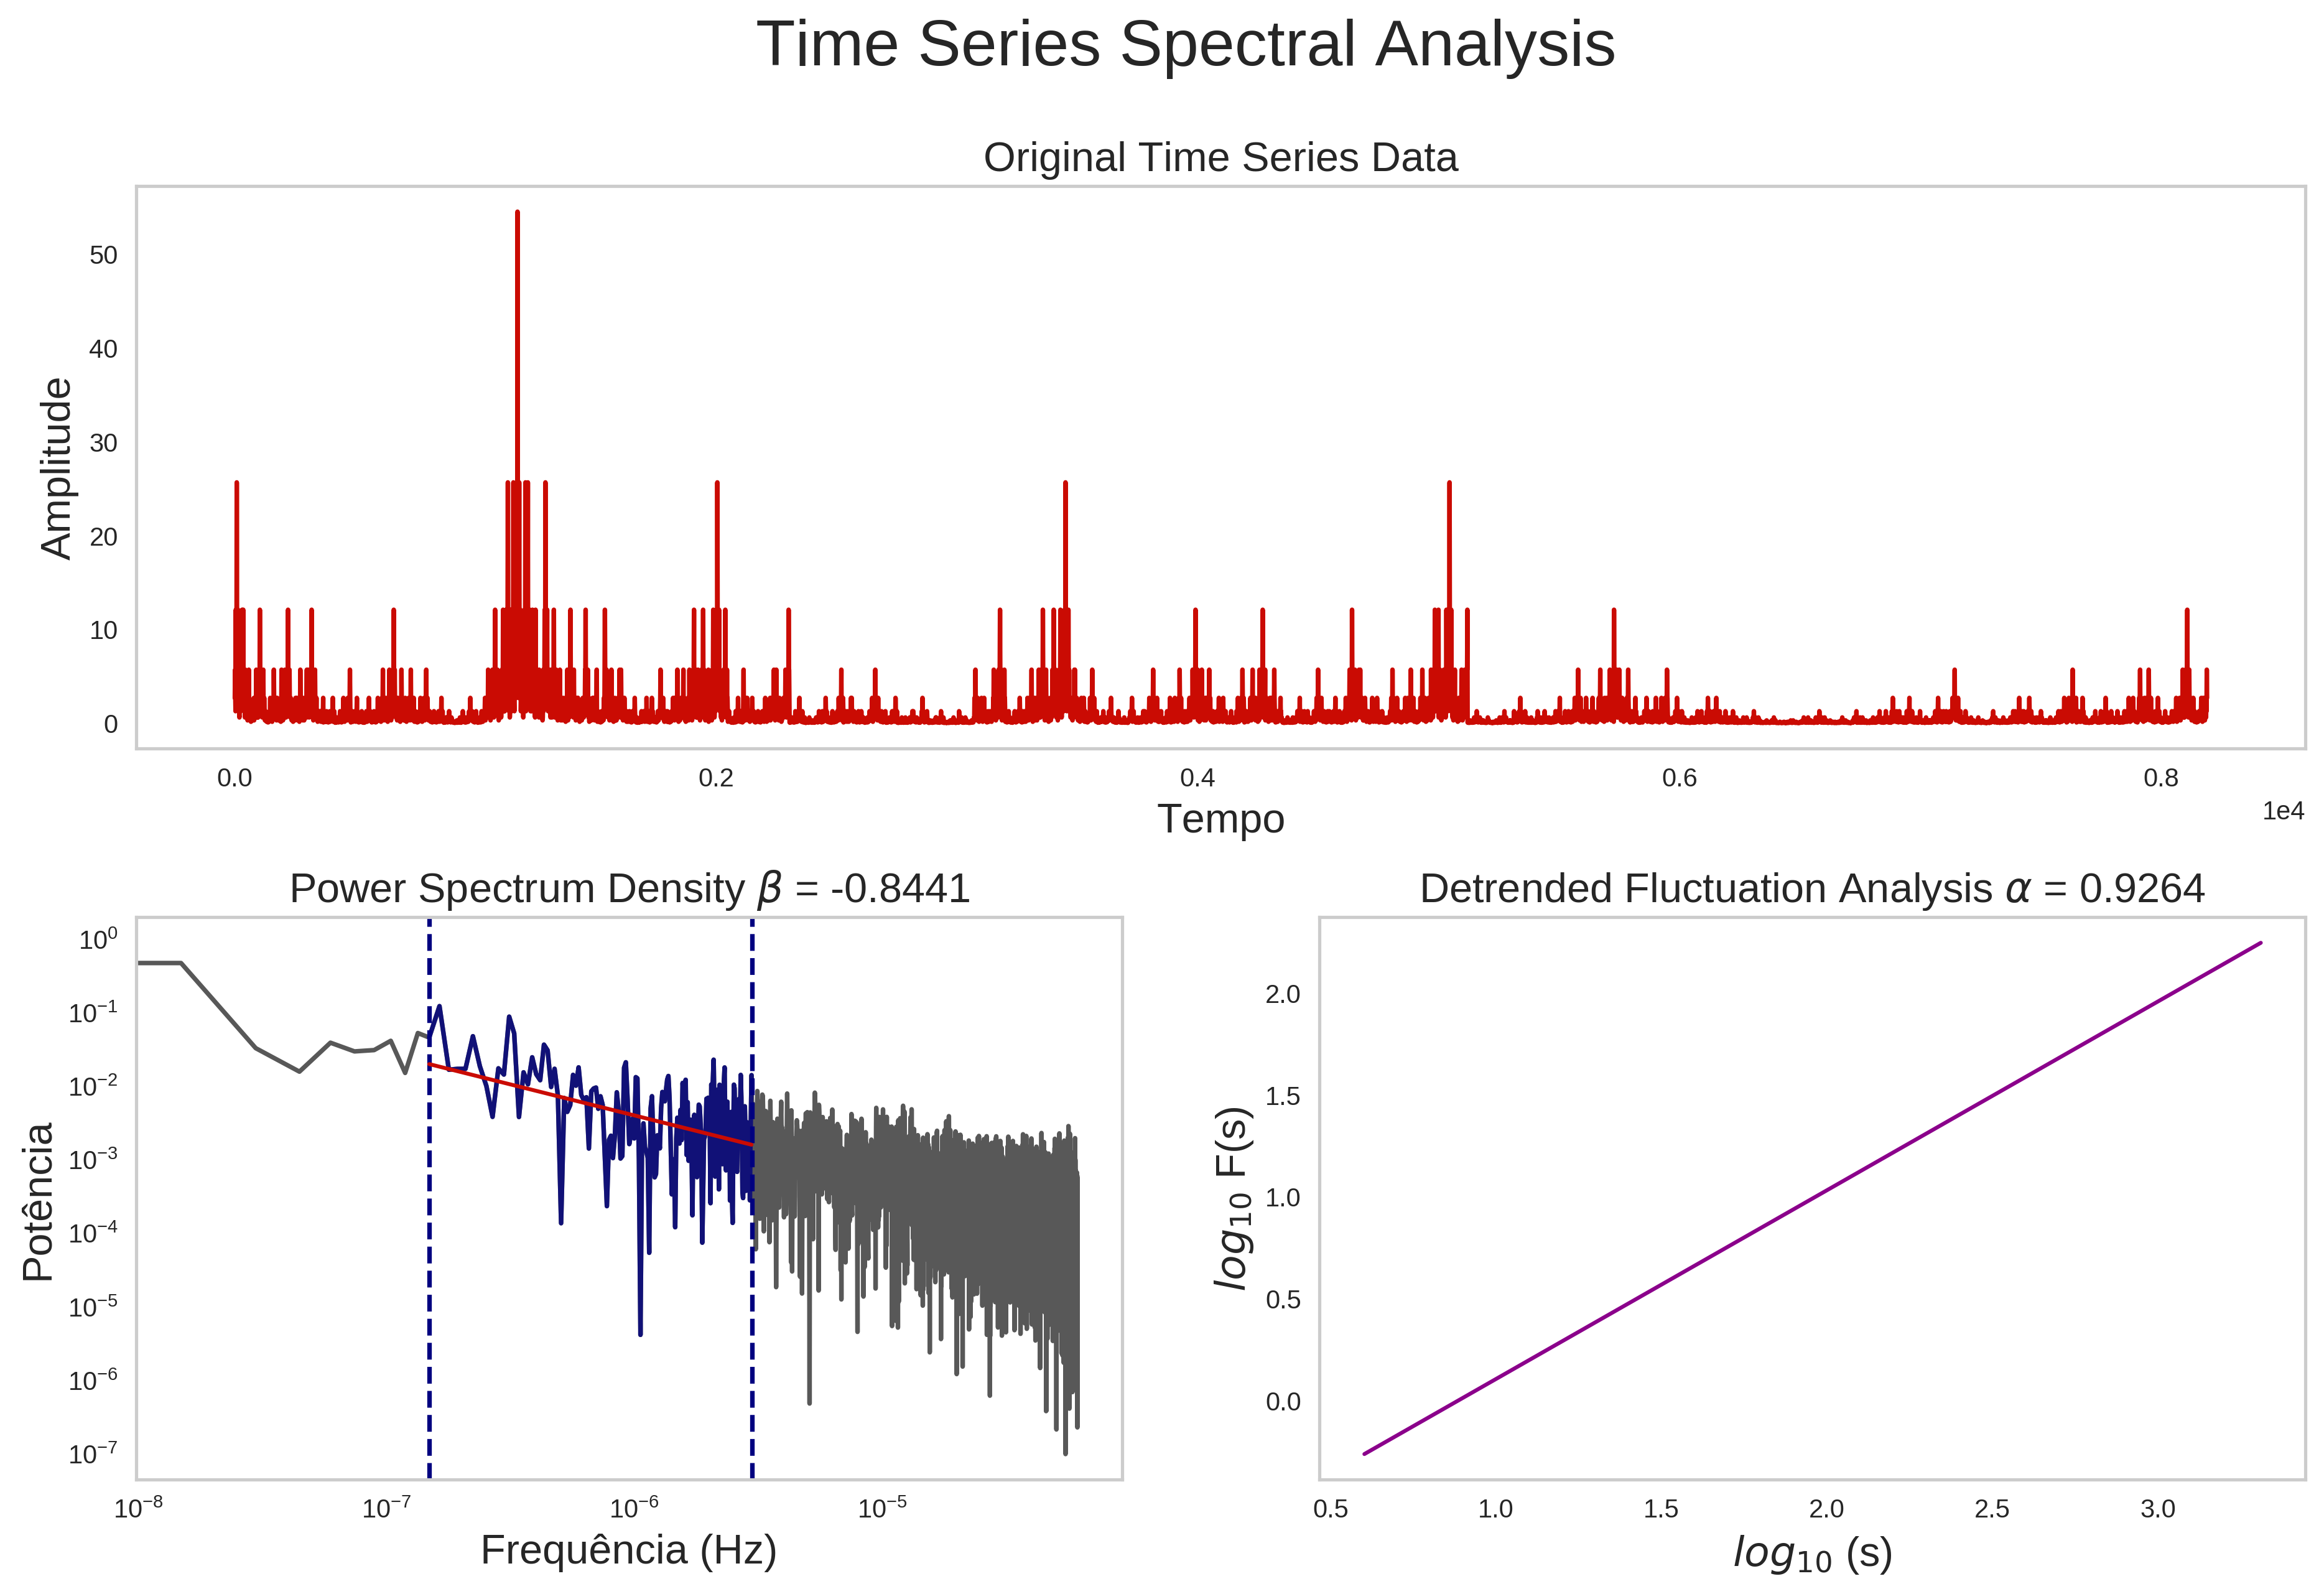 Time Series Spectral Analysis
Original Time Series Data
Amplitude
50
40
30
20
10
0
0.0 0.2 0.4 0.6 0.8
1e4
Tempo
Power Spectrum Density β = -0.8441
Potência
10⁰
10⁻¹
10⁻²
10⁻³
10⁻⁴
10⁻⁵
10⁻⁶
10⁻⁷
10⁻⁸ 10⁻⁷ 10⁻⁶ 10⁻⁵
Frequência (Hz)
Detrended Fluctuation Analysis α = 0.9264
log₁₀ F(s)
2.0
1.5
1.0
0.5
0.0
0.5 1.0 1.5 2.0 2.5 3.0
log₁₀ (s)